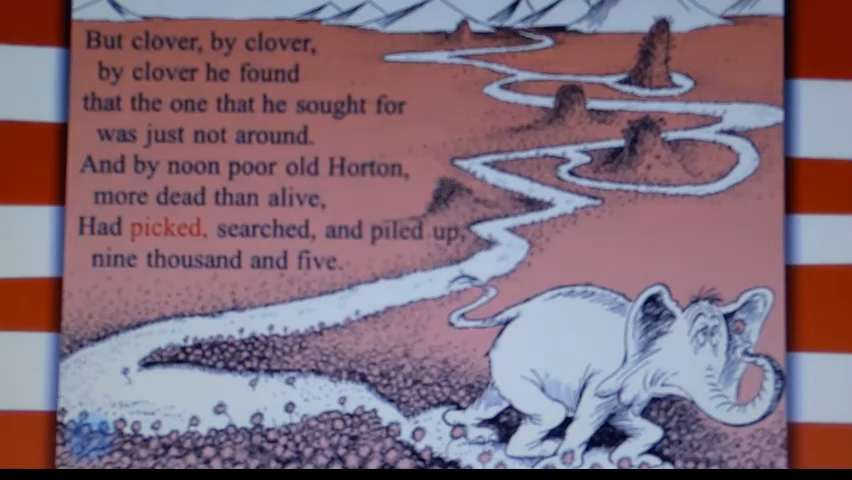 But clover, by clover,
by clover he found
that the one that he sought for
was just not around.
And by noon poor old Horton,
more dead than alive,
Had picked, searched, and piled up,
nine thousand and five.